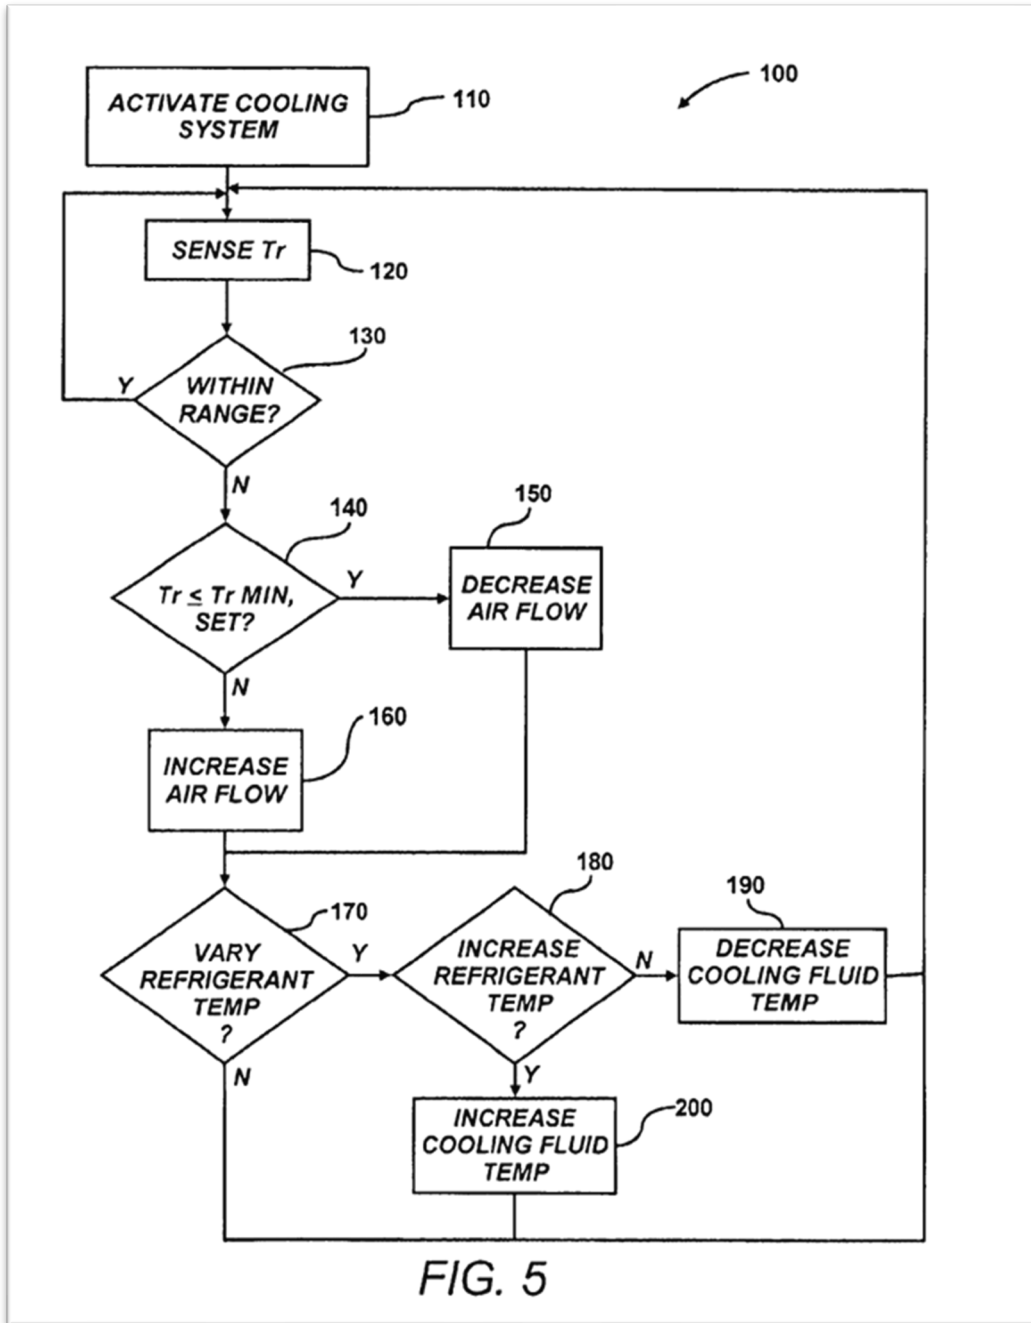 100
ACTIVATE COOLING
SYSTEM
110
SENSE Tr
120
130
WITHIN
RANGE?
Y
N
140
Tr ≤ Tr MIN,
SET?
Y
N
150
DECREASE
AIR FLOW
160
INCREASE
AIR FLOW
170
VARY
REFRIGERANT
TEMP
?
Y
N
180
INCREASE
REFRIGERANT
TEMP
?
N
Y
190
DECREASE
COOLING FLUID
TEMP
200
INCREASE
COOLING FLUID
TEMP
FIG. 5